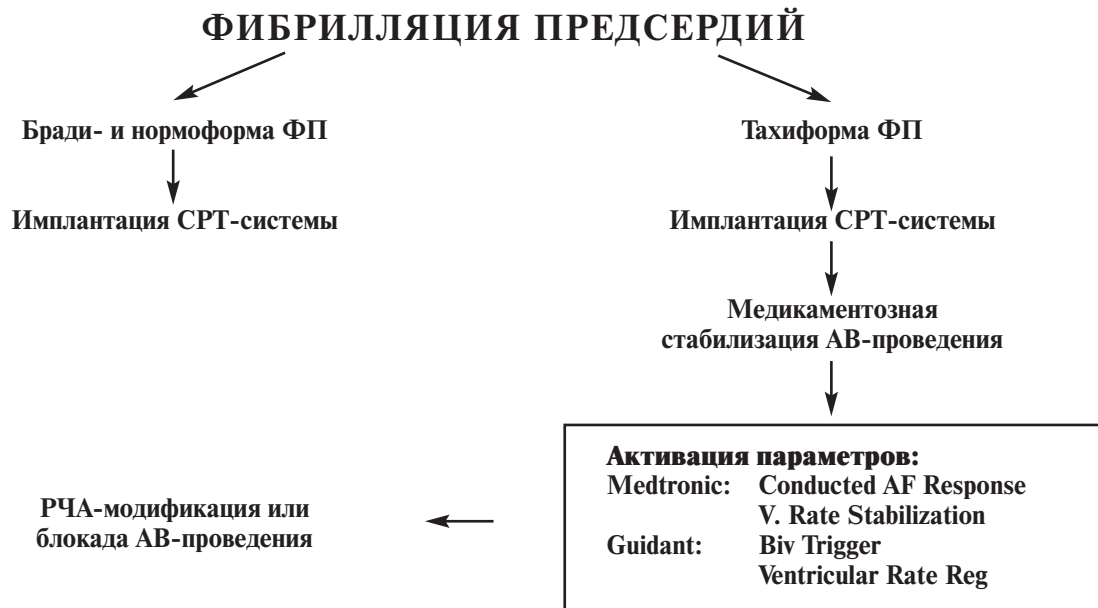 ФИБРИЛЛЯЦИЯ ПРЕДСЕРДИЙ
Бради- и нормоформа ФП
Тахиформа ФП
Имплантация СРТ-системы
Имплантация СРТ-системы
Медикаментозная
стабилизация АВ-проведения
Активация параметров:
Medtronic: Conducted AF Response
V. Rate Stabilization
Guidant: Biv Trigger
Ventricular Rate Reg
РЧА-модификация или
блокада АВ-проведения